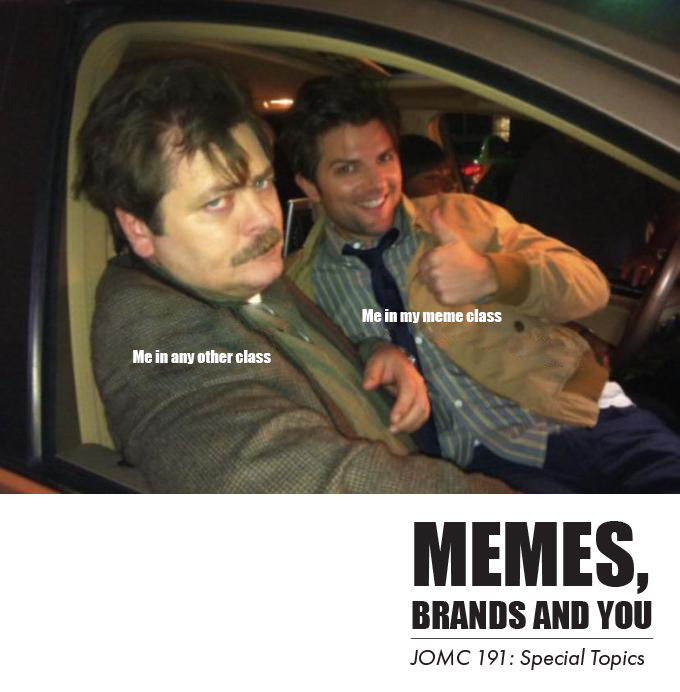 Me in my meme class
Me in any other class
MEMES,
BRANDS AND YOU
JOMC 191: Special Topics